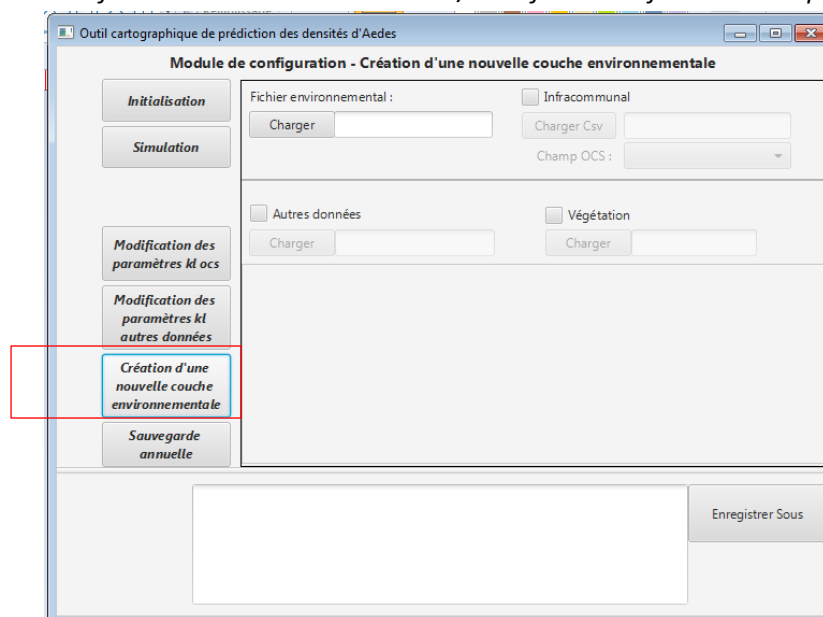 Outil cartographique de prédiction des densités d'Aedes
Module de configuration - Création d'une nouvelle couche environnementale
Initialisation
Simulation
Modification des
paramètres kl ocs
Modification des
paramètres kl
autres données
Création d'une
nouvelle couche
environnementale
Sauvegarde
annuelle
Fichier environnemental :
Charger
Infracommunal
Charger Csv
Champ OCS :
Autres données
Charger
Végétation
Charger
Enregistrer Sous